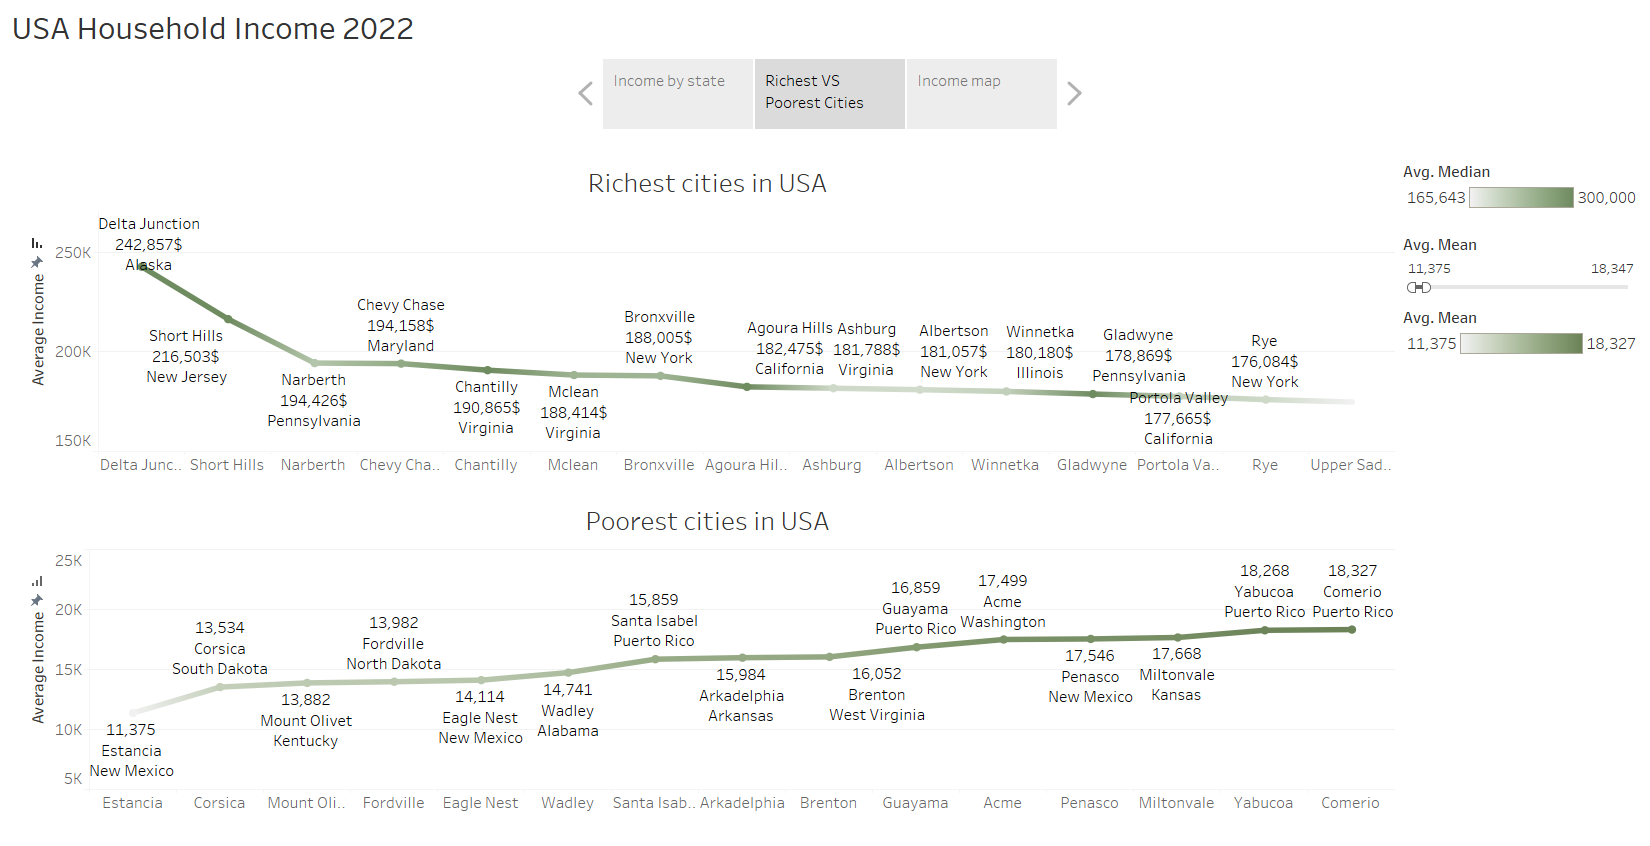 USA Household Income 2022
Income by state
Richest VS
Poorest Cities
Income map
Richest cities in USA
Average Income
250K
200K
150K
Delta Junction
242,857$
Alaska
Short Hills
216,503$
New Jersey
Narberth
194,426$
Pennsylvania
Chevy Chase
194,158$
Maryland
Chantilly
190,865$
Virginia
Mclean
188,414$
Virginia
Bronxville
188,005$
New York
Agoura Hills
182,475$
California
Ashburg
181,788$
Virginia
Albertson
181,057$
New York
Winnetka
180,180$
Illinois
Gladwyne
178,869$
Pennsylvania
Portola Valley
177,665$
California
Rye
176,084$
New York
Delta Junc..
Short Hills
Narberth
Chevy Cha..
Chantilly
Mclean
Bronxville
Agoura Hil..
Ashburg
Albertson
Winnetka
Gladwyne
Portola Va..
Rye
Upper Sad..
Avg. Median
165,643
300,000
Avg. Mean
11,375
18,347
Avg. Mean
11,375
18,327
Poorest cities in USA
Average Income
25K
20K
15K
10K
5K
11,375
Estancia
New Mexico
13,534
Corsica
South Dakota
13,882
Mount Olivet
Kentucky
13,982
Fordville
North Dakota
14,114
Eagle Nest
New Mexico
14,741
Wadley
Alabama
15,859
Santa Isabel
Puerto Rico
15,984
Arkadelphia
Arkansas
16,052
Brenton
West Virginia
16,859
Guayama
Puerto Rico
17,499
Acme
Washington
17,546
Penasco
New Mexico
17,668
Miltonvale
Kansas
18,268
Yabucoa
Puerto Rico
18,327
Comerio
Puerto Rico
Estancia
Corsica
Mount Oli..
Fordville
Eagle Nest
Wadley
Santa Isab..
Arkadelphia
Brenton
Guayama
Acme
Penasco
Miltonvale
Yabucoa
Comerio